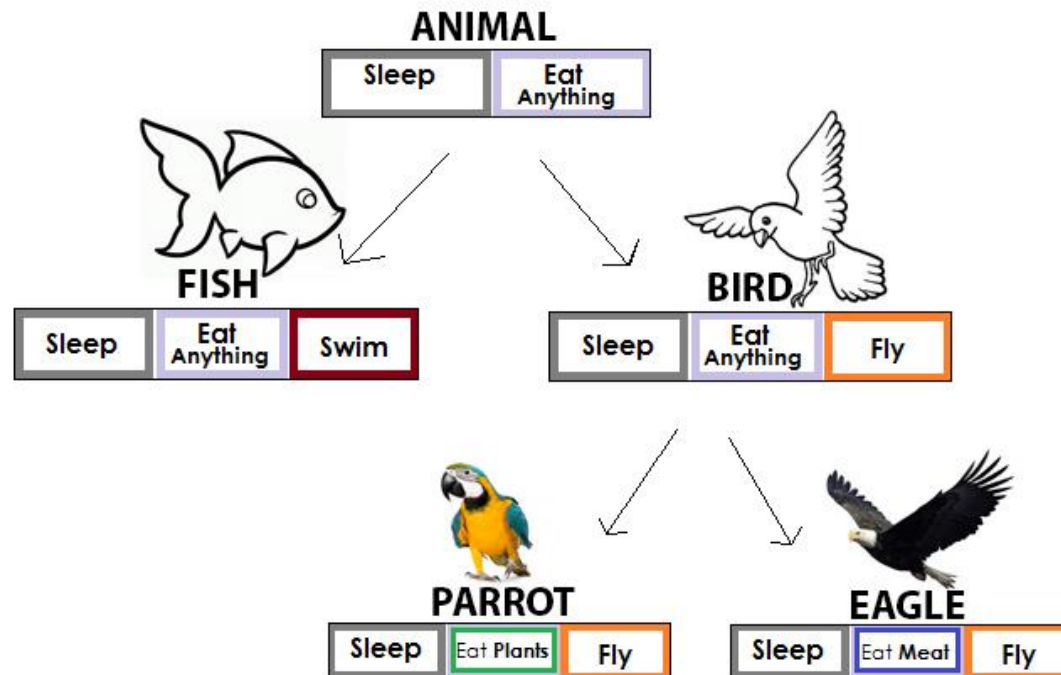 ANIMAL
Sleep
Eat
Anything
FISH
Sleep
Eat
Anything
Swim
BIRD
Sleep
Eat
Anything
Fly
PARROT
Sleep
Eat Plants
Fly
EAGLE
Sleep
Eat Meat
Fly